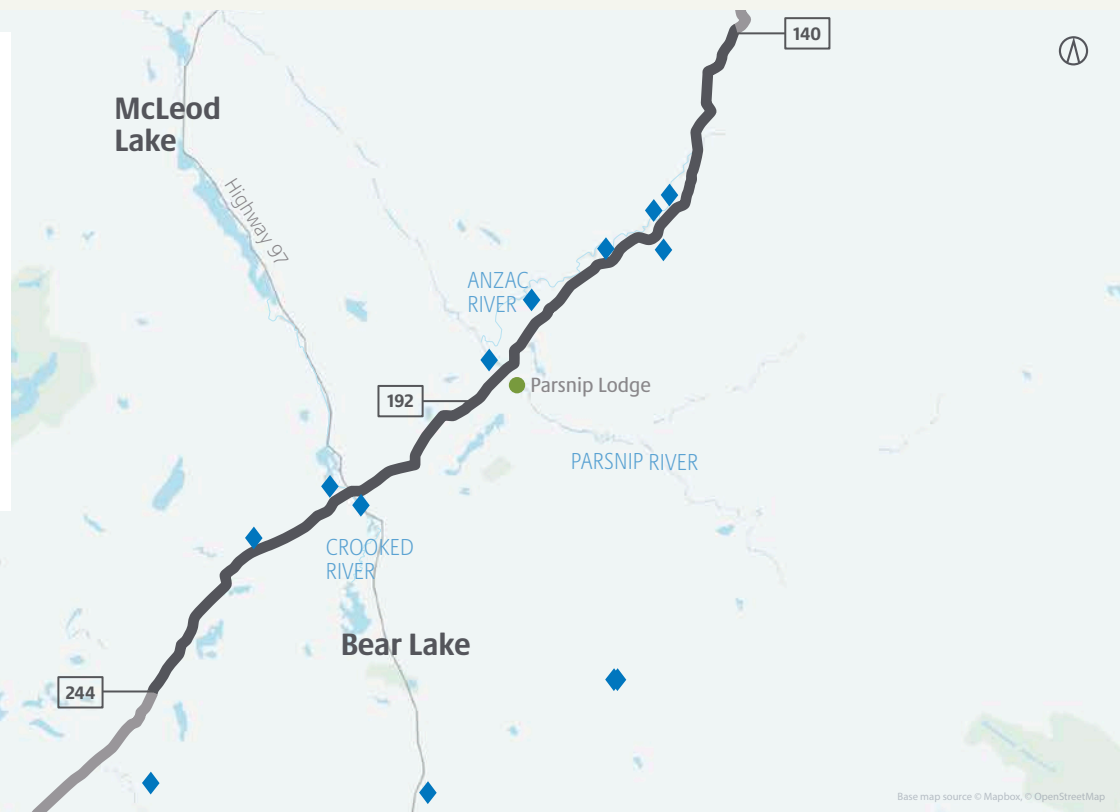 140
McLeod
Lake
Highway 97
ANZAC
RIVER
192
Parsnip Lodge
PARSNIP RIVER
CROOKED
RIVER
Bear Lake
244
Base map source © Mapbox, © OpenStreetMap